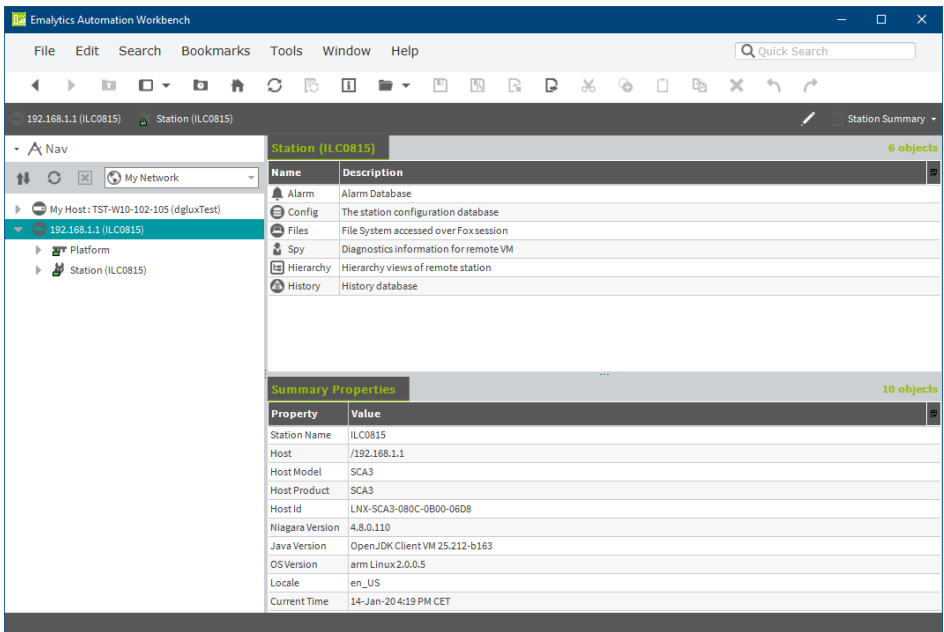 Emalytics Automation Workbench
File Edit Search Bookmarks Tools Window Help
Quick Search
192.168.1.1 (ILC0815) Station (ILC0815) Station Summary
Nav
My Network
My Host : TST-W10-102-105 (dgluxTest)
192.168.1.1 (ILC0815)
Platform
Station (ILC0815)
Station (ILC0815) 6 objects
Name Description
Alarm Alarm Database
Config The station configuration database
Files File System accessed over Fox session
Spy Diagnostics information for remote VM
Hierarchy Hierarchy views of remote station
History History database
Summary Properties 10 objects
Property Value
Station Name ILC0815
Host /192.168.1.1
Host Model SCA3
Host Product SCA3
Host Id LNX-SCA3-080C-0B00-06D8
Niagara Version 4.8.0.110
Java Version OpenJDK Client VM 25.212-b163
OS Version arm Linux 2.0.0.5
Locale en_US
Current Time 14-Jan-20 4:19 PM CET